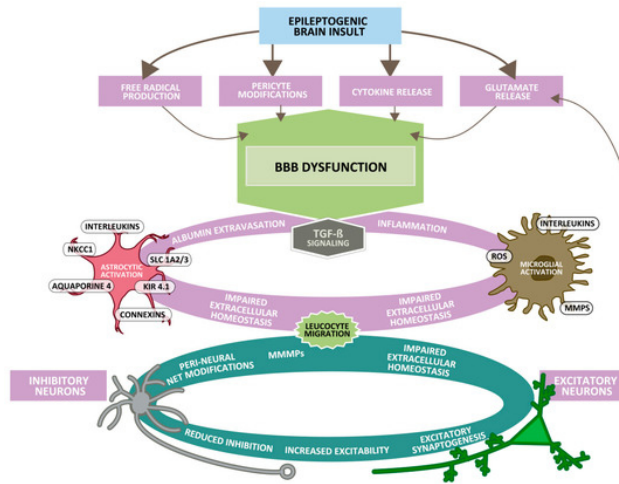 EPILEPTOGENIC
BRAIN INSULT
FREE RADICAL
PRODUCTION
PERICYTE
MODIFICATIONS
CYTOKINE RELEASE
GLUTAMATE
RELEASE
BBB DYSFUNCTION
ALBUMIN EXTRAVASATION
TGF-ß
SIGNALING
INFLAMMATION
INTERLEUKINS
NKCC1
SLC 1A2/3
ASTROCYTIC
ACTIVATION
AQUAPORINE 4
KIR 4.1
CONNEXINS
INTERLEUKINS
ROS
MICROGLIAL
ACTIVATION
MMPS
IMPAIRED
EXTRACELLULAR
HOMEOSTASIS
IMPAIRED
EXTRACELLULAR
HOMEOSTASIS
LEUCOCYTE
MIGRATION
PERI-NEURAL
NET MODIFICATIONS
MMMPs
IMPAIRED
EXTRACELLULAR
HOMEOSTASIS
INHIBITORY
NEURONS
EXCITATORY
NEURONS
REDUCED INHIBITION
INCREASED EXCITABILITY
EXCITATORY
SYNAPTOGENESIS